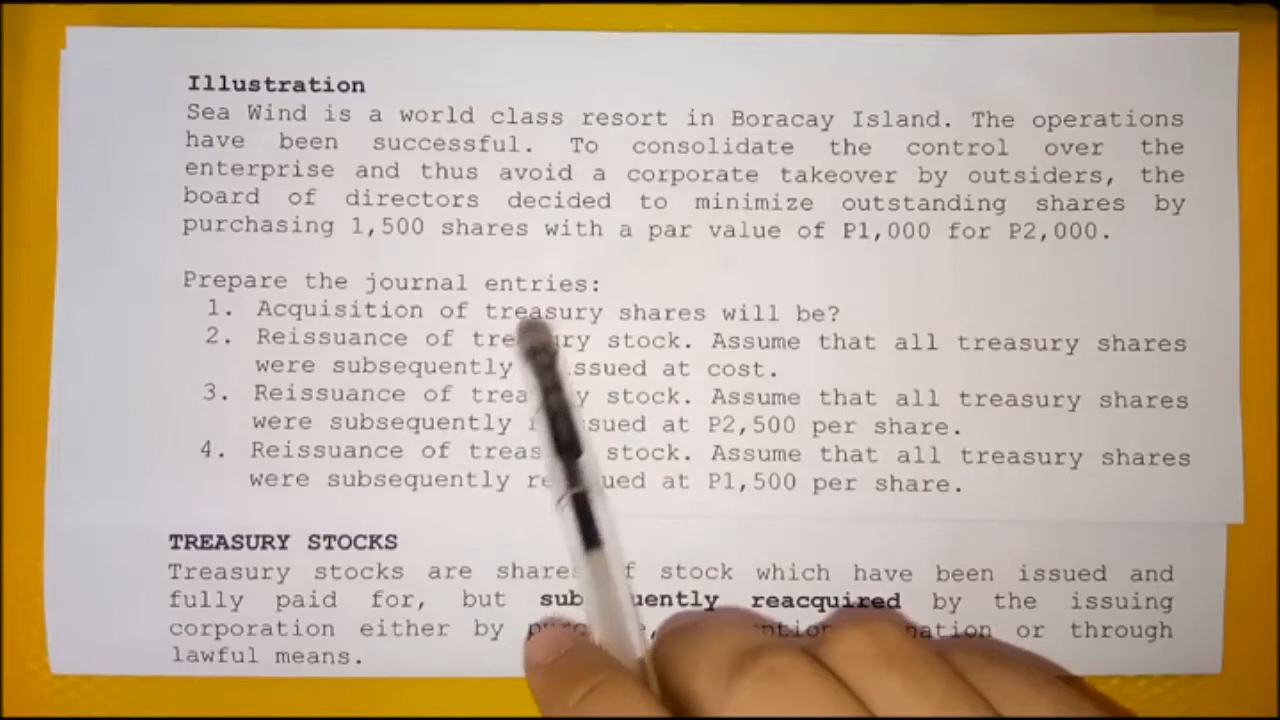 Illustration
Sea Wind is a world class resort in Boracay Island. The operations
have been successful. To consolidate the control over the
enterprise and thus avoid a corporate takeover by outsiders, the
board of directors decided to minimize outstanding shares by
purchasing 1,500 shares with a par value of P1,000 for P2,000.
Prepare the journal entries:
1. Acquisition of treasury shares will be?
2. Reissuance of treasury stock. Assume that all treasury shares
were subsequently at cost.
3. Reissuance of stock. Assume that all treasury shares
were subsequently at P2,500 per share.
4. Reissuance of stock. Assume that all treasury shares
were subsequently at P1,500 per share.
TREASURY STOCKS
Treasury stocks are shares of stock which have been issued and
fully paid for, but subsequently reacquired by the issuing
corporation either by or through
lawful means.